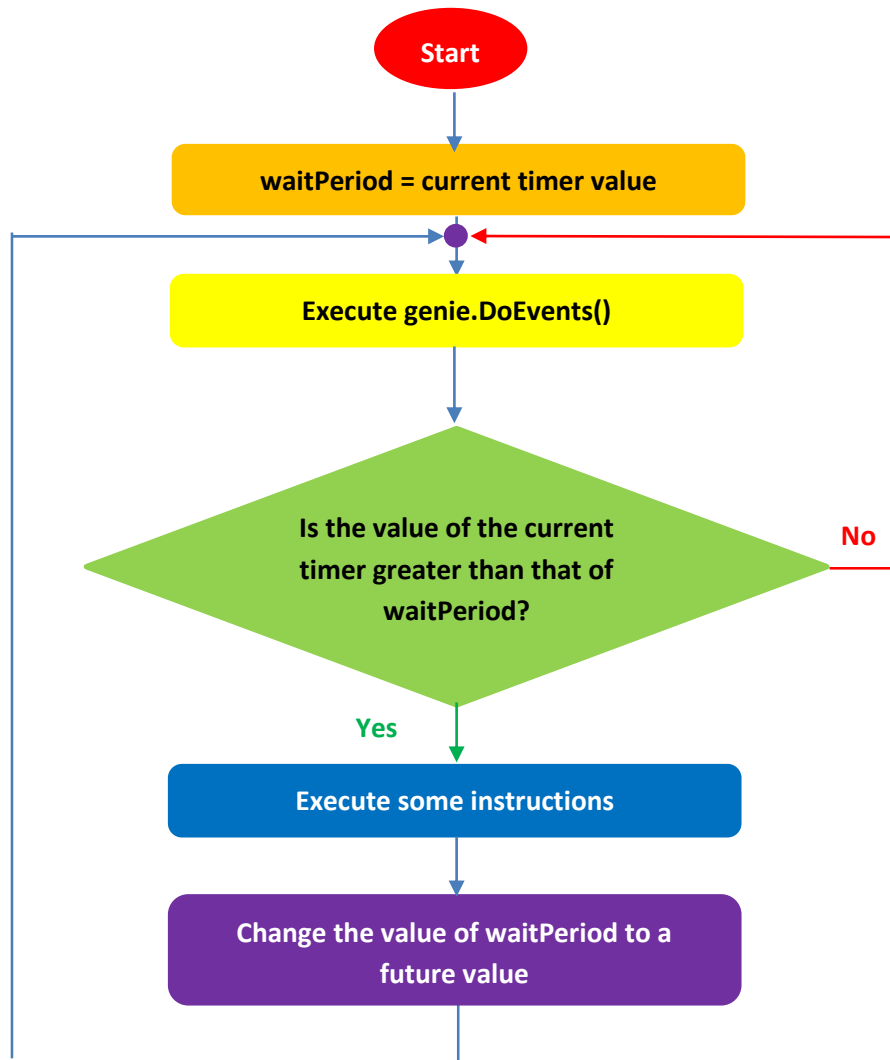 Start
waitPeriod = current timer value
Execute genie.DoEvents()
Is the value of the current
timer greater than that of
waitPeriod?
No
Yes
Execute some instructions
Change the value of waitPeriod to a
future value